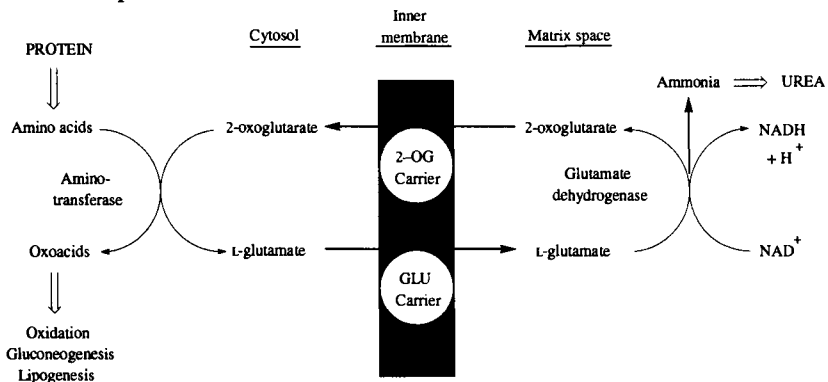 Inner
membrane
Cytosol
Matrix space
PROTEIN
Ammonia ⇒ UREA
Amino acids
2-oxoglutarate
2-oxoglutarate
NADH
+ H+
2–OG
Carrier
Amino-
transferase
Glutamate
dehydrogenase
Oxoacids
L-glutamate
L-glutamate
NAD+
GLU
Carrier
Oxidation
Gluconeogenesis
Lipogenesis